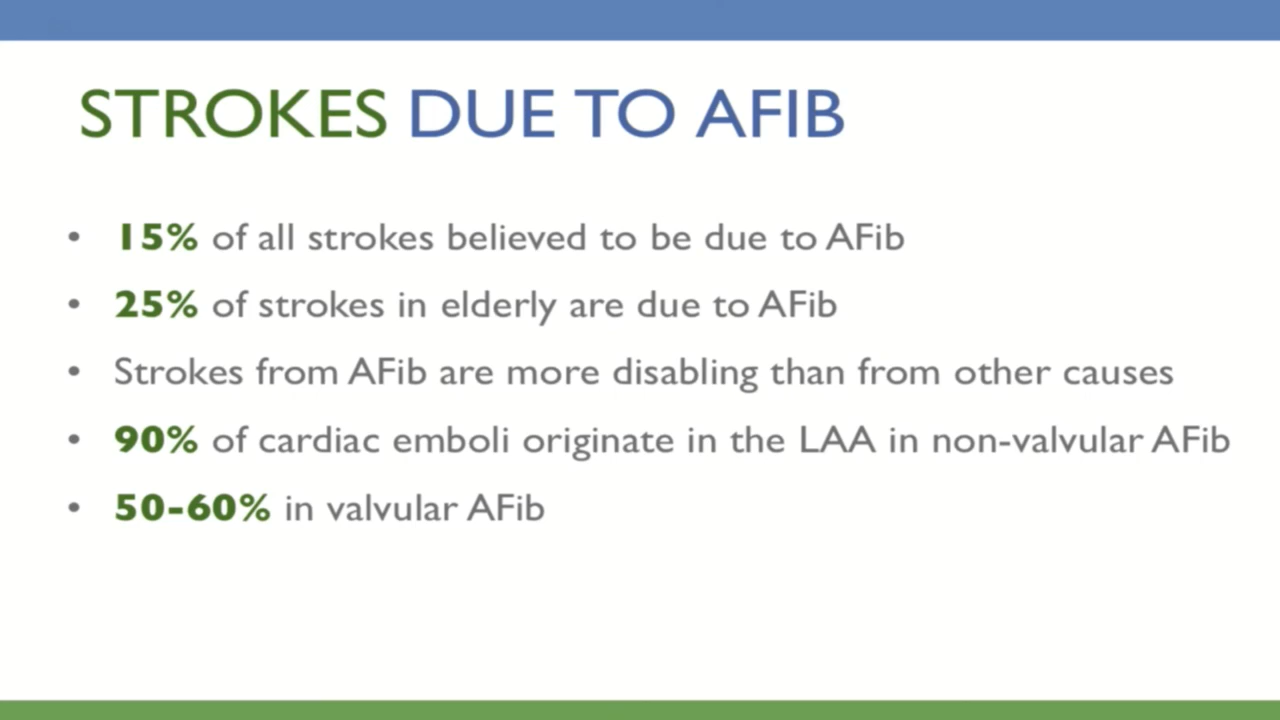 STROKES DUE TO AFIB
• 15% of all strokes believed to be due to AFib
• 25% of strokes in elderly are due to AFib
• Strokes from AFib are more disabling than from other causes
• 90% of cardiac emboli originate in the LAA in non-valvular AFib
• 50-60% in valvular AFib